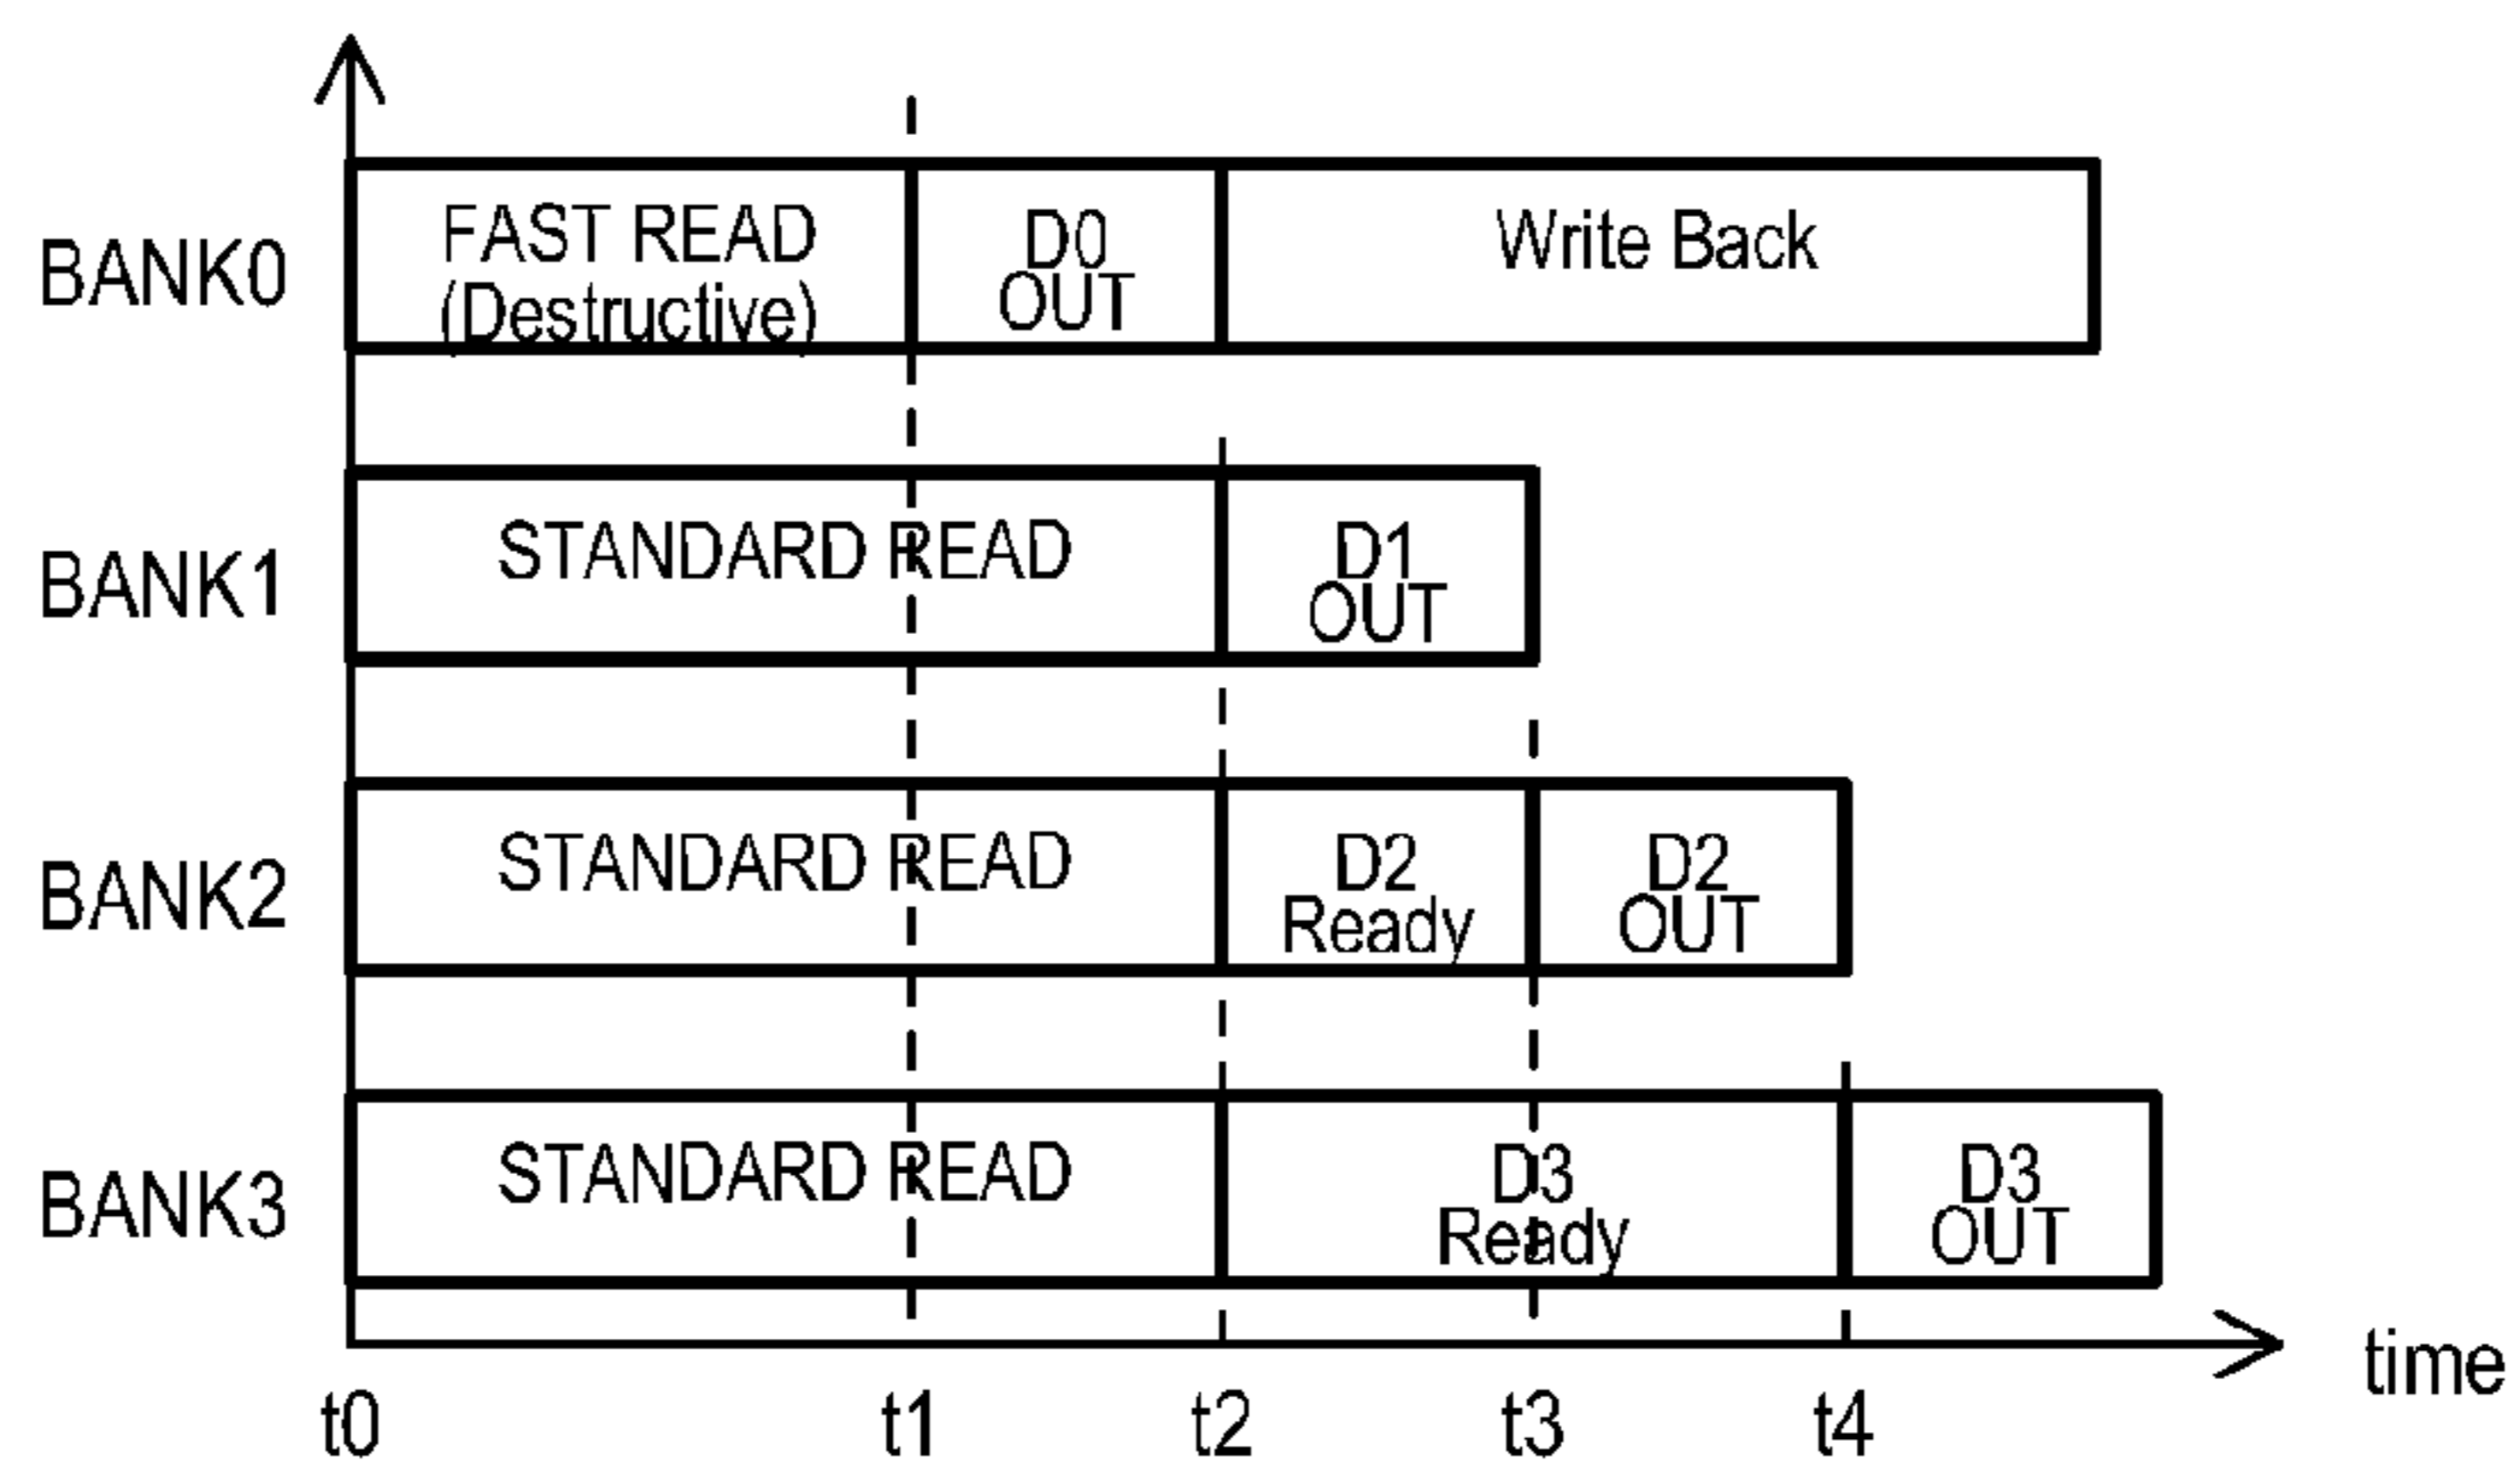 BANK0
FAST READ
(Destructive)
D0
OUT
Write Back
BANK1
STANDARD READ
D1
OUT
BANK2
STANDARD READ
D2
Ready
D2
OUT
BANK3
STANDARD READ
D3
Ready
D3
OUT
time
t0 t1 t2 t3 t4